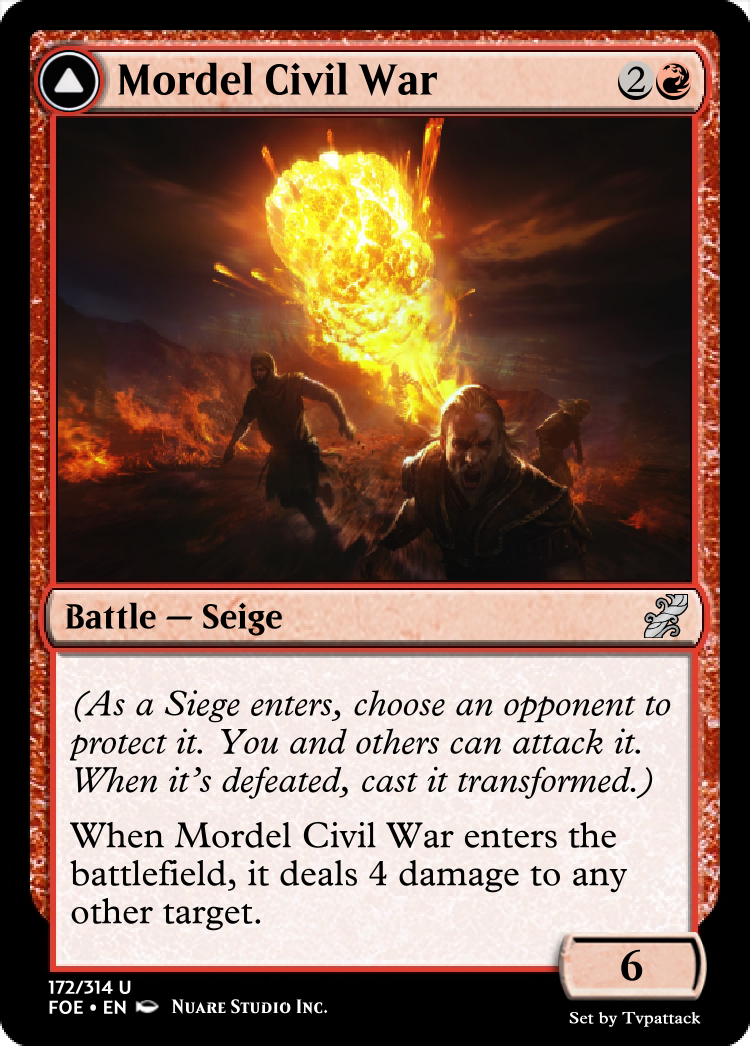 Mordel Civil War 2
Battle — Seige
(As a Siege enters, choose an opponent to
protect it. You and others can attack it.
When it's defeated, cast it transformed.)
When Mordel Civil War enters the
battlefield, it deals 4 damage to any
other target.
6
172/314 U
FOE • EN Nuare Studio Inc.
Set by Tvpattack